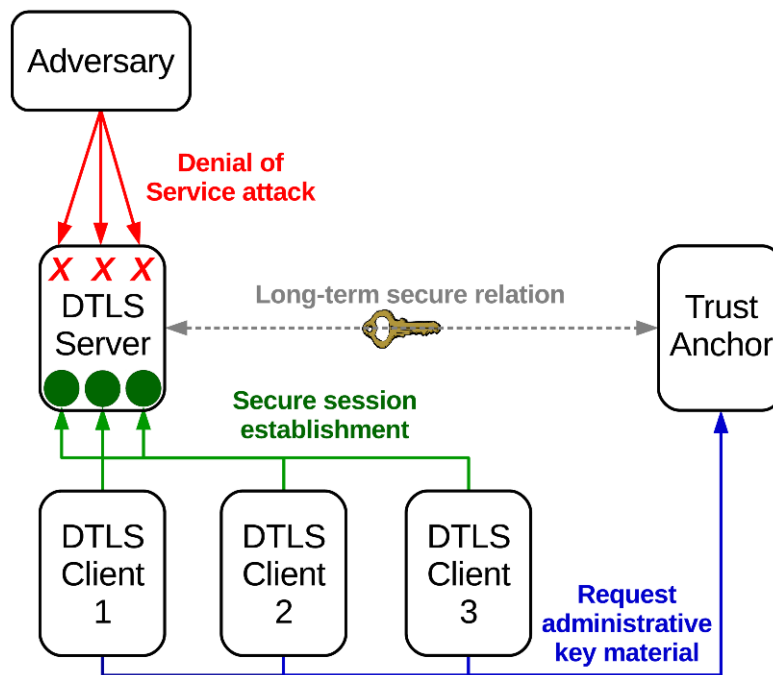 Adversary
Denial of
Service attack
X X X
DTLS
Server
Long-term secure relation
Trust
Anchor
Secure session
establishment
DTLS
Client
1
DTLS
Client
2
DTLS
Client
3
Request
administrative
key material